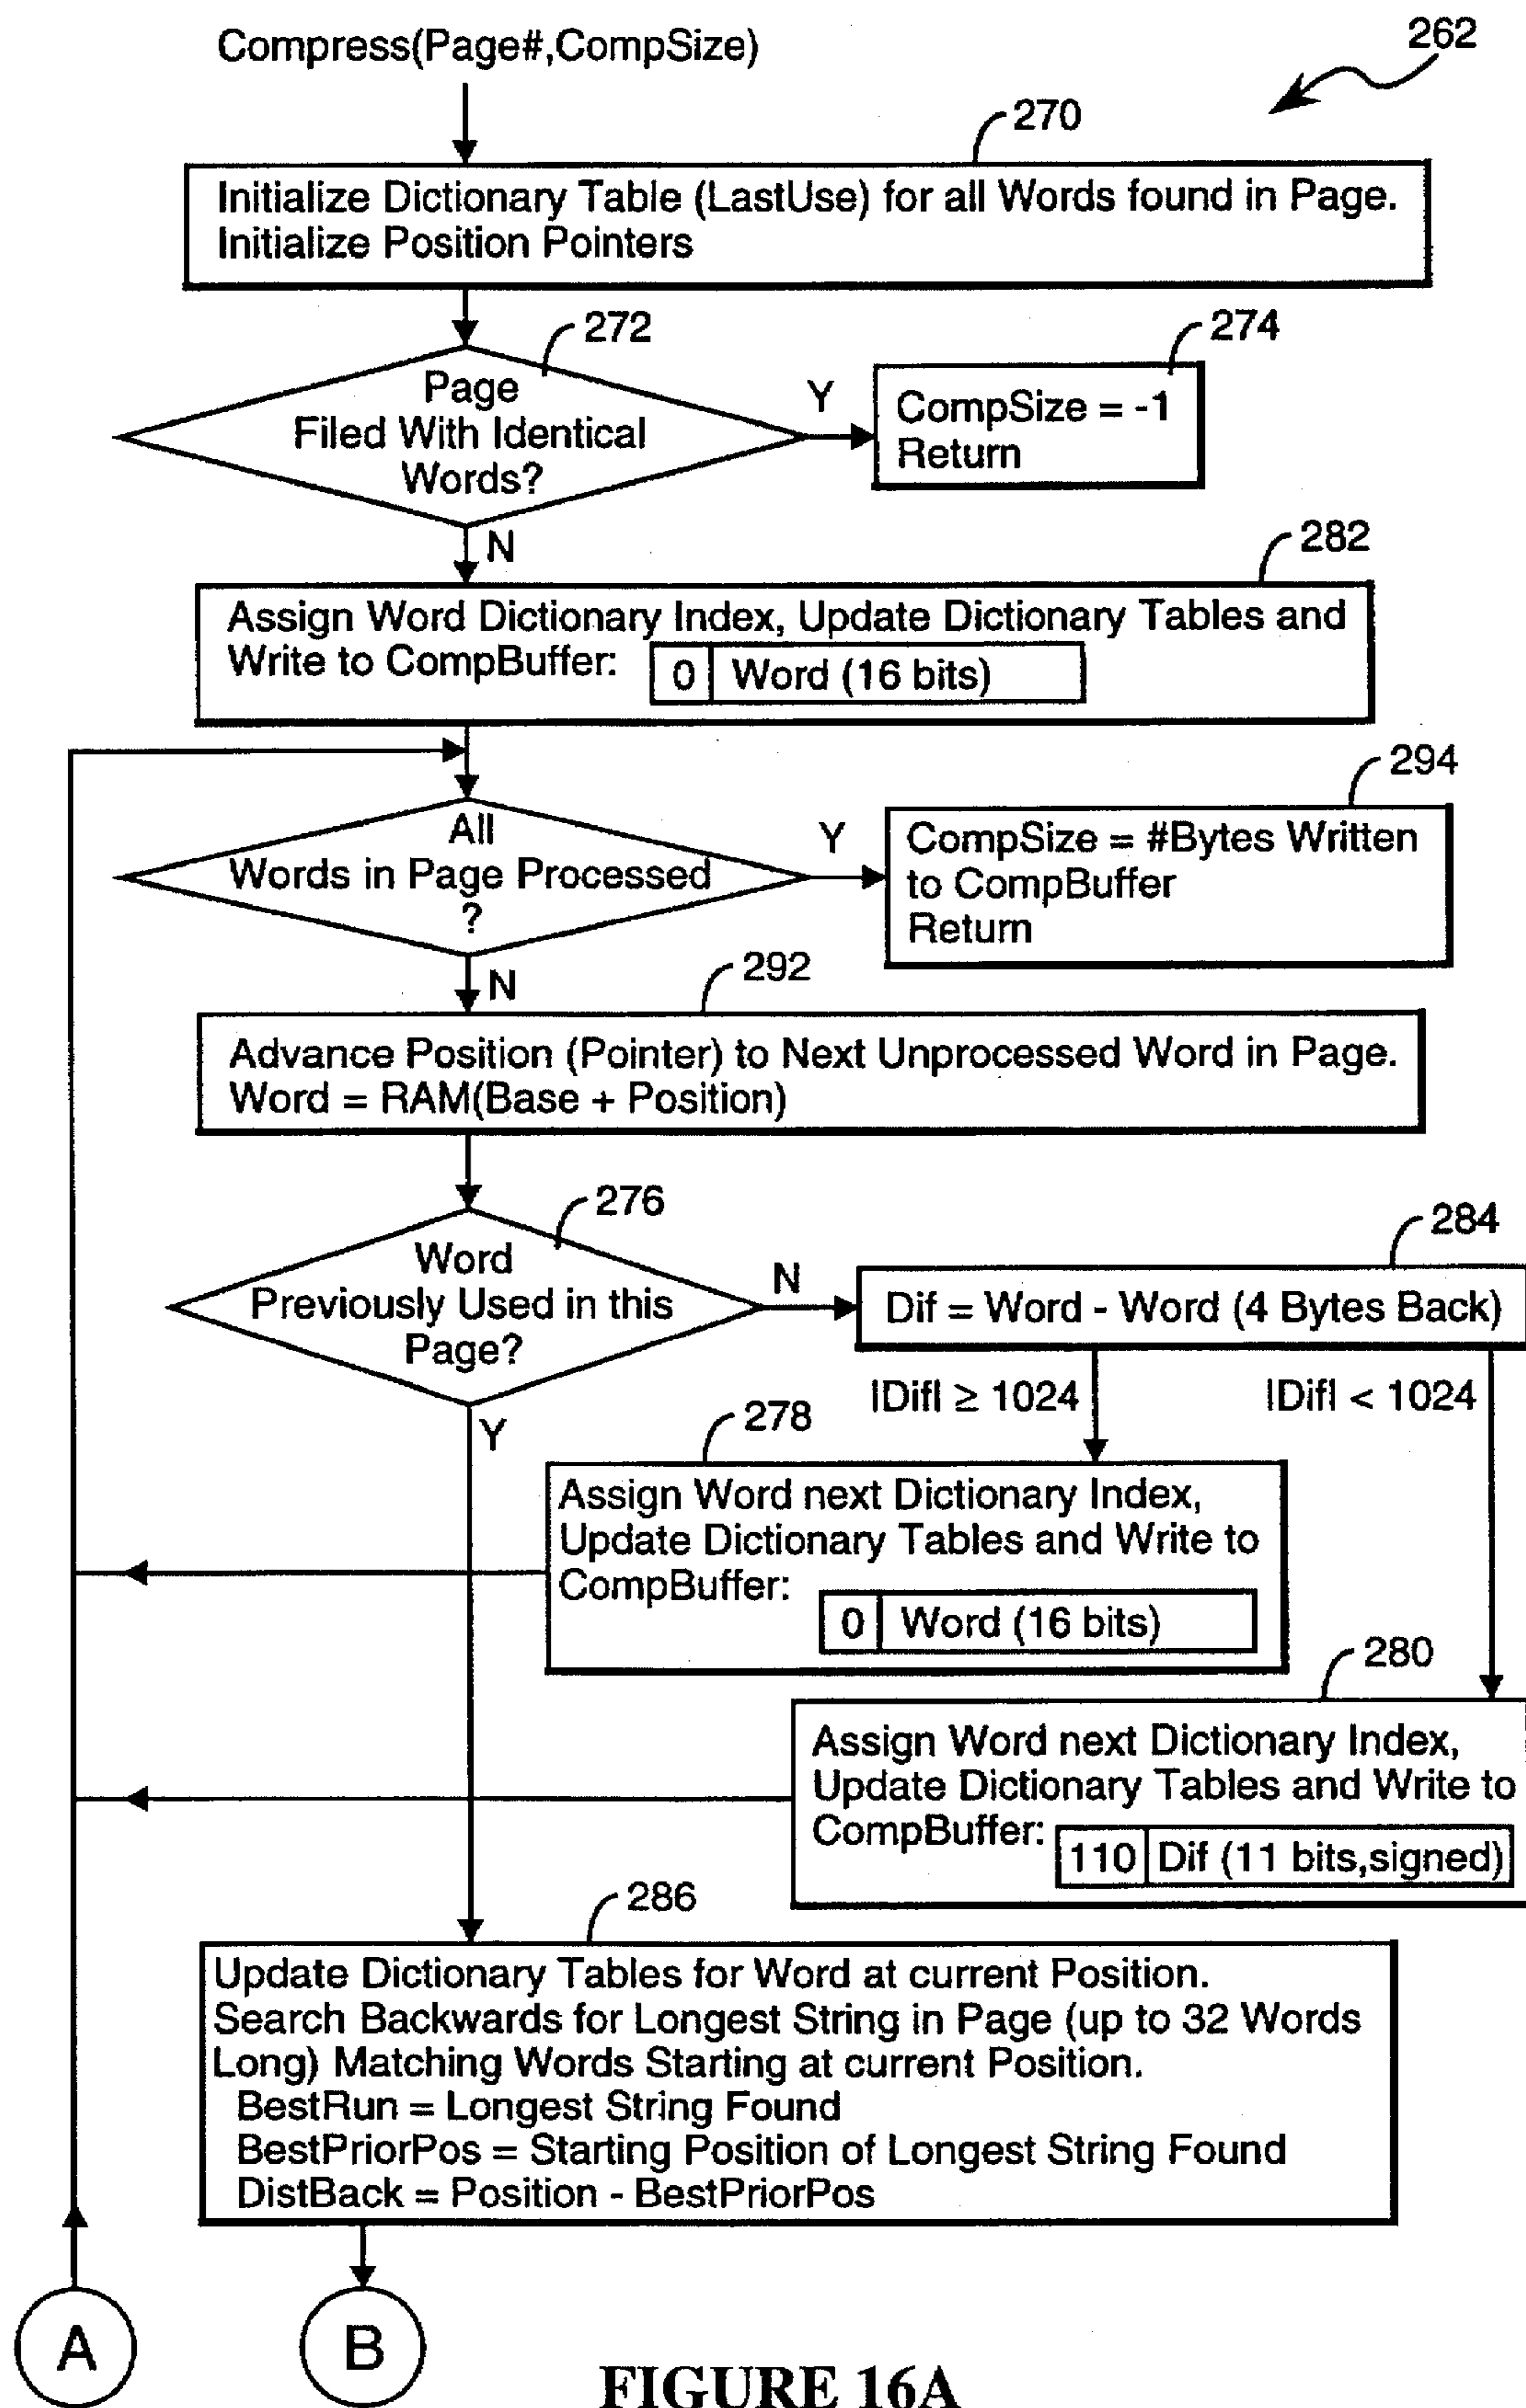 Compress(Page#,CompSize)
262
270
Initialize Dictionary Table (LastUse) for all Words found in Page.
Initialize Position Pointers
272
Page
Filed With Identical
Words?
Y
274
CompSize = -1
Return
N
282
Assign Word Dictionary Index, Update Dictionary Tables and
Write to CompBuffer: 0 Word (16 bits)
All
Words in Page Processed
?
Y
294
CompSize = #Bytes Written
to CompBuffer
Return
N
292
Advance Position (Pointer) to Next Unprocessed Word in Page.
Word = RAM(Base + Position)
276
Word
Previously Used in this
Page?
N
284
Dif = Word - Word (4 Bytes Back)
|Dif| ≥ 1024
|Dif| < 1024
Y
278
Assign Word next Dictionary Index,
Update Dictionary Tables and Write to
CompBuffer:
0 Word (16 bits)
280
Assign Word next Dictionary Index,
Update Dictionary Tables and Write to
CompBuffer: 110 Dif (11 bits,signed)
286
Update Dictionary Tables for Word at current Position.
Search Backwards for Longest String in Page (up to 32 Words
Long) Matching Words Starting at current Position.
BestRun = Longest String Found
BestPriorPos = Starting Position of Longest String Found
DistBack = Position - BestPriorPos
A
B
FIGURE 16A